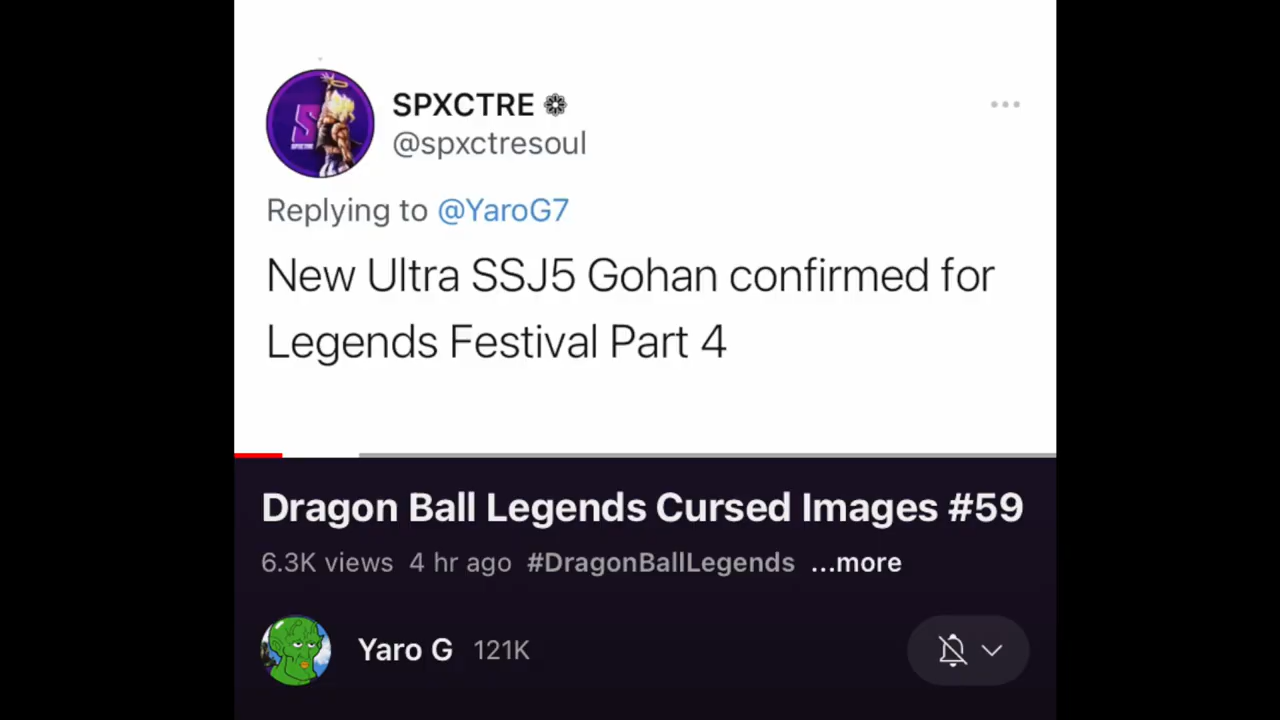 SPXCTRE
@spxctresoul
Replying to @YaroG7
New Ultra SSJ5 Gohan confirmed for
Legends Festival Part 4
Dragon Ball Legends Cursed Images #59
6.3K views 4 hr ago #DragonBallLegends ...more
Yaro G 121K